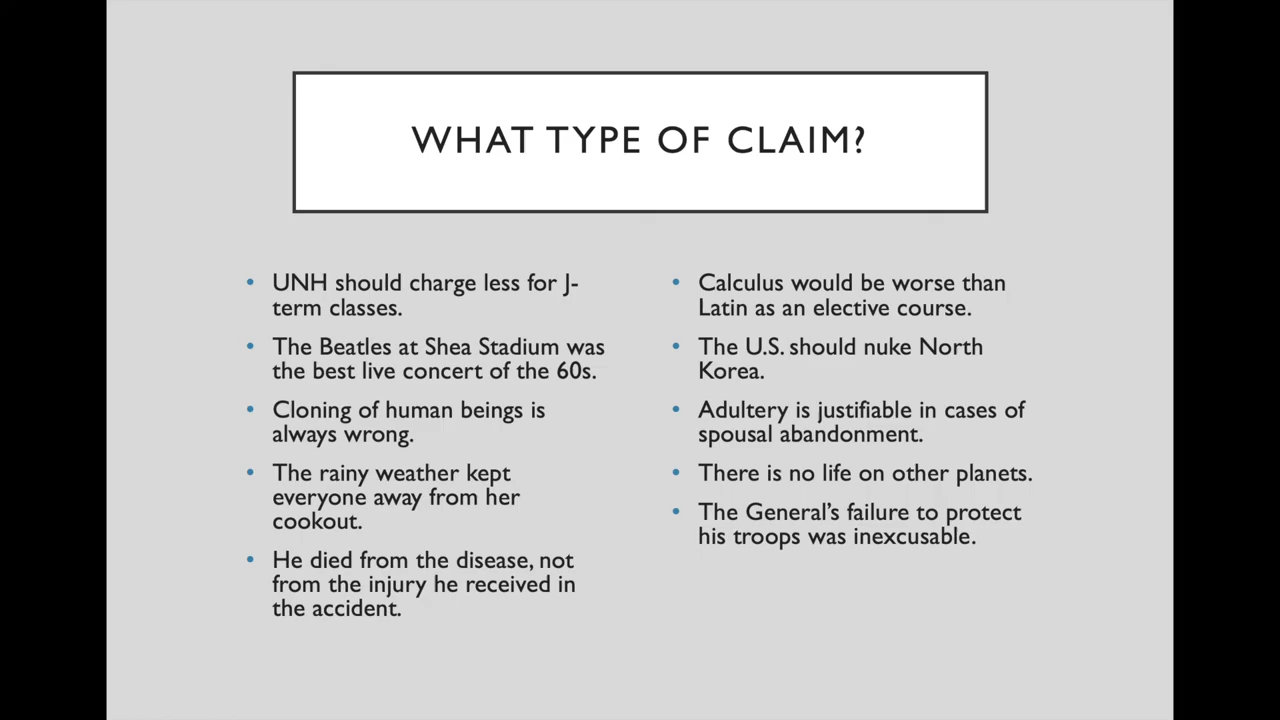 WHAT TYPE OF CLAIM?
• UNH should charge less for J-
term classes.
• The Beatles at Shea Stadium was
the best live concert of the 60s.
• Cloning of human beings is
always wrong.
• The rainy weather kept
everyone away from her
cookout.
• He died from the disease, not
from the injury he received in
the accident.
• Calculus would be worse than
Latin as an elective course.
• The U.S. should nuke North
Korea.
• Adultery is justifiable in cases of
spousal abandonment.
• There is no life on other planets.
• The General’s failure to protect
his troops was inexcusable.